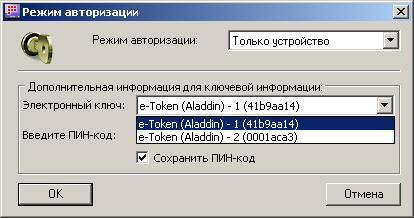 Режим авторизации
Режим авторизации: Только устройство
Дополнительная информация для ключевой информации:
Электронный ключ: e-Token (Aladdin) - 1 (41b9aa14)
e-Token (Aladdin) - 1 (41b9aa14)
Введите ПИН-код: e-Token (Aladdin) - 2 (0001aca3)
Сохранить ПИН-код
OK Отмена